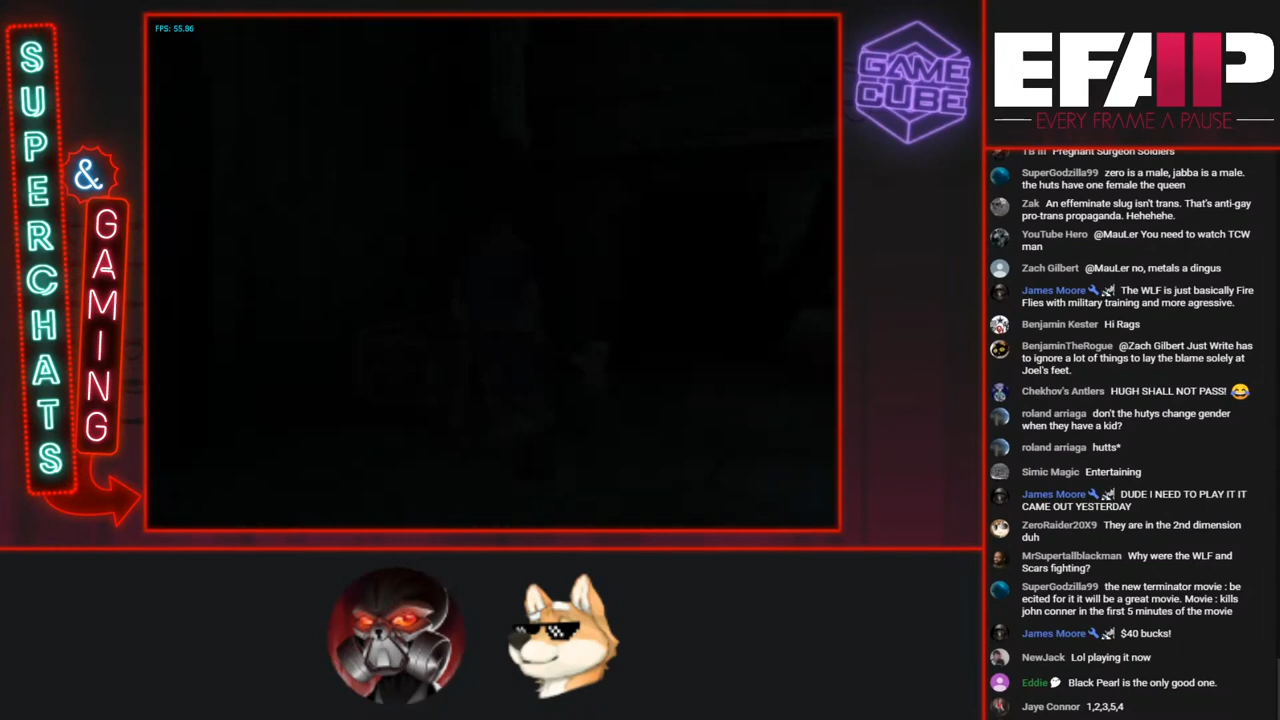 SUPERCHATS
&
GAMING
FPS: 55.86
GAME
CUBE
EFAP
EVERY FRAME A PAUSE
TB III Pregnant Surgeon Soldiers
SuperGodzilla99 zero is a male, jabba is a male.
the huts have one female the queen
Zak An effeminate slug isn't trans. That's anti-gay
pro-trans propaganda. Hehehehe.
YouTube Hero @MauLer You need to watch TCW
man
Zach Gilbert @MauLer no, metals a dingus
James Moore The WLF is just basically Fire
Flies with military training and more agressive.
Benjamin Kester Hi Rags
BenjaminTheRogue @Zach Gilbert Just Write has
to ignore a lot of things to lay the blame solely at
Joel's feet.
Chekhov's Antlers HUGH SHALL NOT PASS! 😂
roland arriaga don't the hutys change gender
when they have a kid?
roland arriaga hutts*
Simic Magic Entertaining
James Moore DUDE I NEED TO PLAY IT IT
CAME OUT YESTERDAY
ZeroRaider20X9 They are in the 2nd dimension
duh
MrSupertallblackman Why were the WLF and
Scars fighting?
SuperGodzilla99 the new terminator movie : be
ecited for it it will be a great movie. Movie : kills
john conner in the first 5 minutes of the movie
James Moore $40 bucks!
NewJack Lol playing it now
Eddie Black Pearl is the only good one.
Jaye Connor 1,2,3,5,4